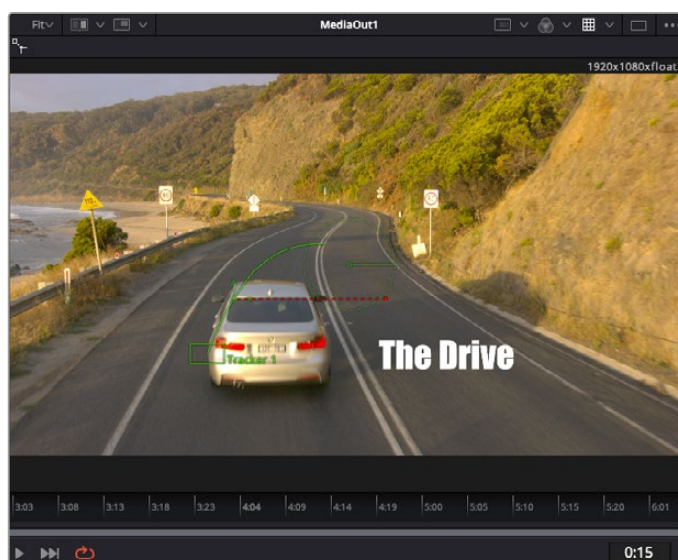 Fit
MediaOut1
1920x1080xfloat
Tracker 1
The Drive
3:03 3:08 3:13 3:18 3:23 4:04 4:09 4:14 4:19 5:00 5:05 5:10 5:15 5:20 6:01
0:15